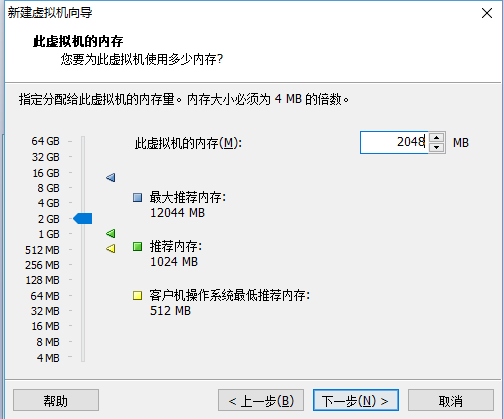 新建虚拟机向导
此虚拟机的内存
您要为此虚拟机使用多少内存?
指定分配给此虚拟机的内存量。内存大小必须为 4 MB 的倍数。
64 GB
此虚拟机的内存(M):
2048
MB
32 GB
16 GB
8 GB
最大推荐内存:
4 GB
12044 MB
2 GB
1 GB
推荐内存:
512 MB
1024 MB
256 MB
128 MB
64 MB
客户机操作系统最低推荐内存:
32 MB
512 MB
16 MB
8 MB
4 MB
帮助
< 上一步(B)
下一步(N) >
取消